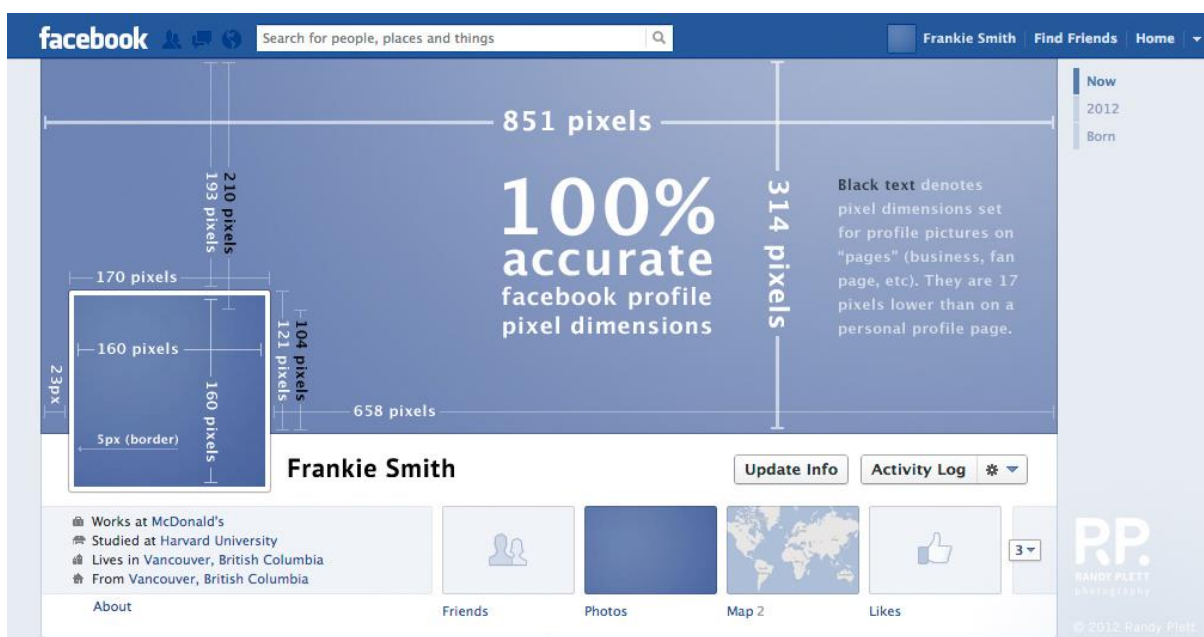 facebook
Search for people, places and things
Frankie Smith
Find Friends
Home
Now
2012
Born
851 pixels
193 pixels
210 pixels
314 pixels
100%
accurate
facebook profile
pixel dimensions
Black text denotes
pixel dimensions set
for profile pictures on
"pages" (business, fan
page, etc). They are 17
pixels lower than on a
personal profile page.
170 pixels
160 pixels
160 pixels
5px (border)
23px
121 pixels
104 pixels
658 pixels
Frankie Smith
Update Info
Activity Log
Works at McDonald's
Studied at Harvard University
Lives in Vancouver, British Columbia
From Vancouver, British Columbia
About
Friends
Photos
Map 2
Likes
3
RP.
RANDY PLETT
photography
© 2012 Randy Plett